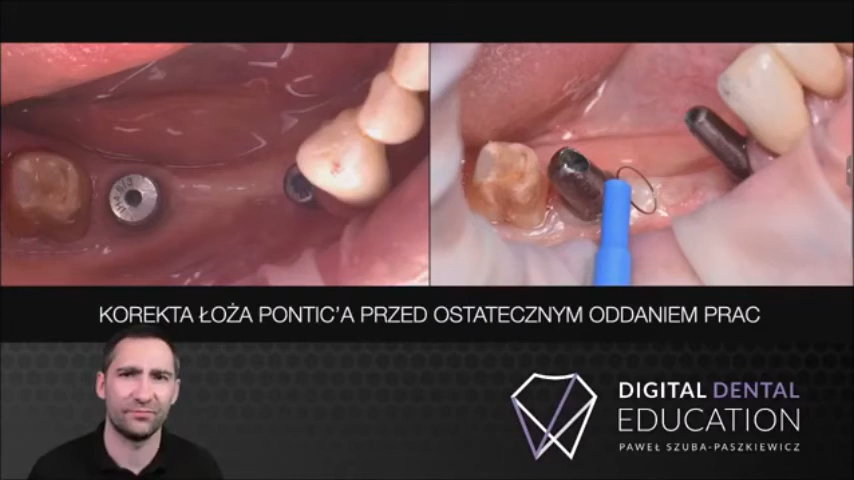 KOREKTA ŁOŻA PONTIC'A PRZED OSTATECZNYM ODDANIEM PRAC
DIGITAL DENTAL
EDUCATION
PAWEŁ SZUBA-PASZKIEWICZ